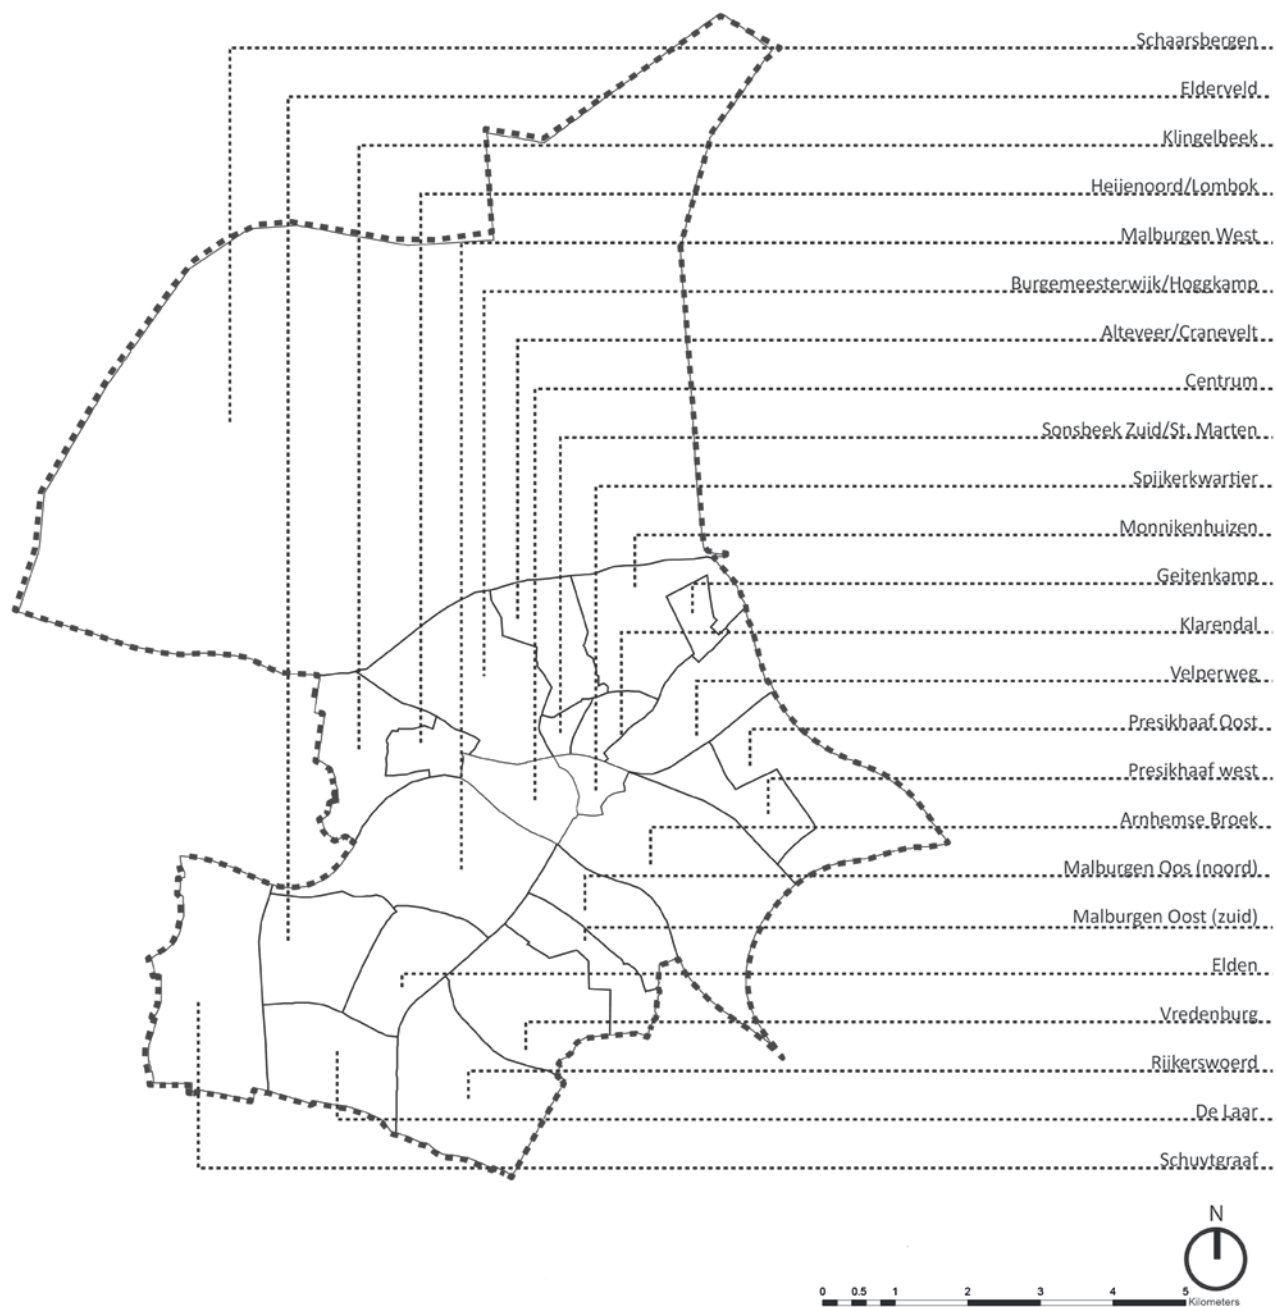 Schaarsbergen
Elderveld
Klingelbeek
Heijenoord/Lombok
Malburgen West
Burgemeesterwijk/Hoggkamp
Alteveer/Cranevelt
Centrum
Sonsbeek Zuid/St. Marten
Spijkerkwartier
Monnikenhuizen
Geitenkamp
Klarendal
Velperweg
Presikhaaf Oost
Presikhaaf west
Arnhemse Broek
Malburgen Oos (noord)
Malburgen Oost (zuid)
Elden
Vredenburg
Rijkerswoerd
De Laar
Schuytgraaf
N
0 0.5 1 2 3 4 5
Kilometers